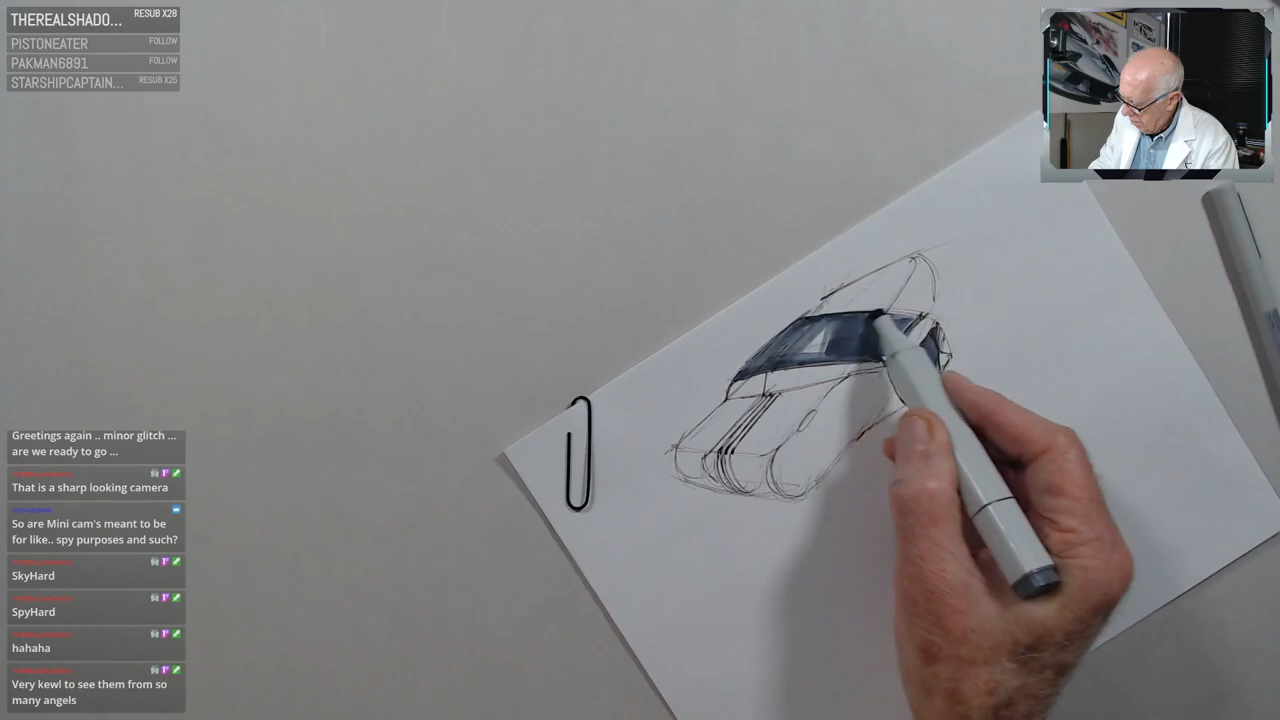 THEREALSHADO... RESUB X28
PISTONEATER FOLLOW
PAKMAN6891 FOLLOW
STARSHIPCAPTAIN... RESUB X25
Greetings again .. minor glitch ...
are we ready to go ...
That is a sharp looking camera
So are Mini cam's meant to be
for like.. spy purposes and such?
SkyHard
SpyHard
hahaha
Very kewl to see them from so
many angels